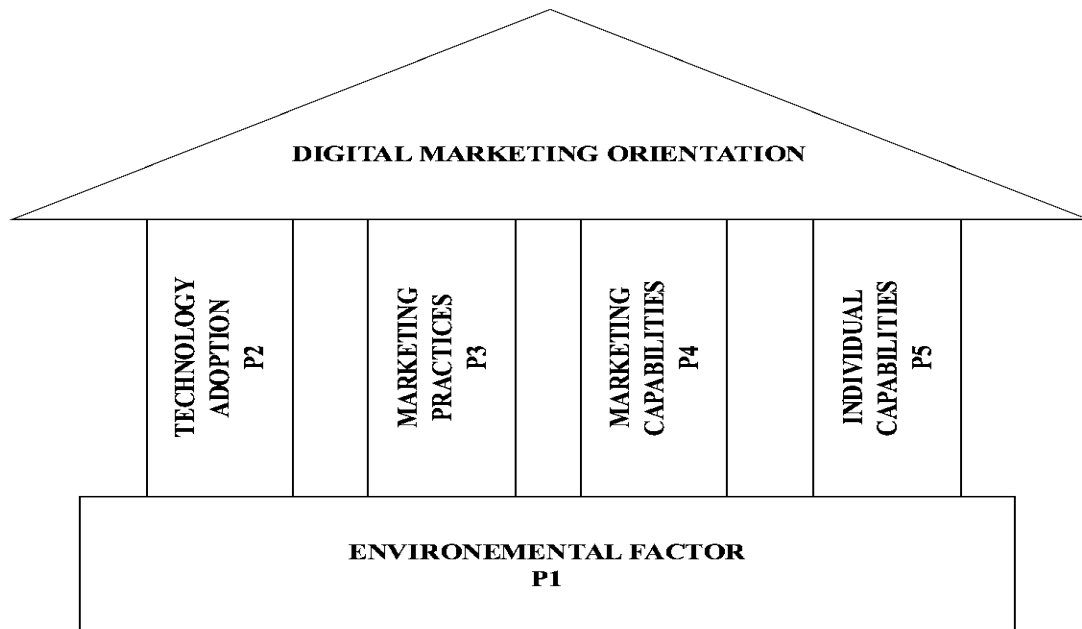 DIGITAL MARKETING ORIENTATION
TECHNOLOGY
ADOPTION
P2
MARKETING
PRACTICES
P3
MARKETING
CAPABILITIES
P4
INDIVIDUAL
CAPABILITIES
P5
ENVIRONEMENTAL FACTOR
P1